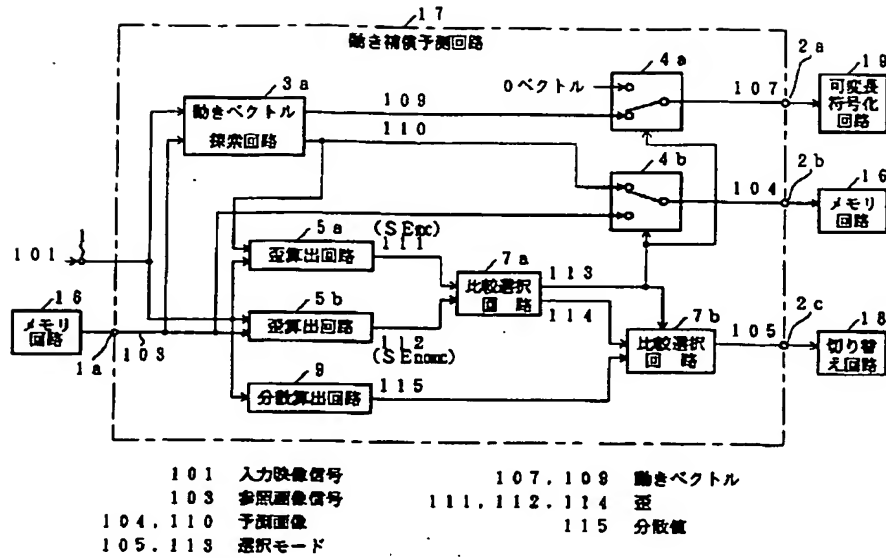 17
動き補償予測回路
3a
動きベクトル
探索回路
109
110
0ベクトル
4a
107
2a
19
可変長
符号化
回路
4b
104
2b
16
メモリ
回路
101
1
5a
歪算出回路
(SEmc)
111
7a
比較選択
回路
113
114
16
メモリ
回路
1a
103
5b
歪算出回路
112
(SEnomc)
7b
比較選択
回路
105
2c
18
切り替
え回路
9
分散算出回路
115
101 入力映像信号
103 参照画像信号
104,110 予測画像
105,113 選択モード
107,109 動きベクトル
111,112,114 歪
115 分散値